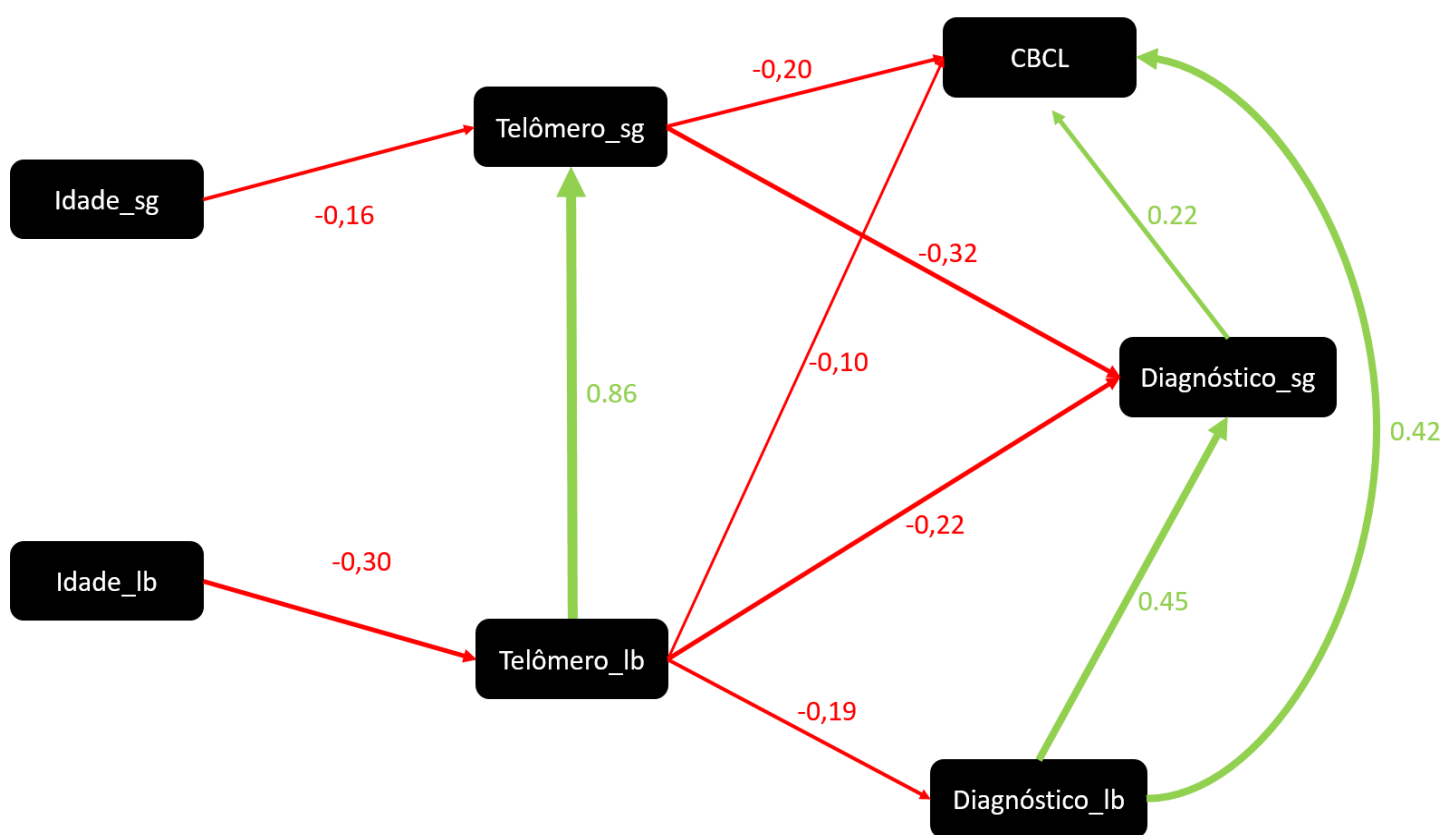 CBCL
-0,20
Telômero_sg
Idade_sg
-0,16
0.22
-0,32
-0,10
Diagnóstico_sg
0.86
0.42
-0,22
-0,30
Idade_lb
0.45
Telômero_lb
-0,19
Diagnóstico_lb